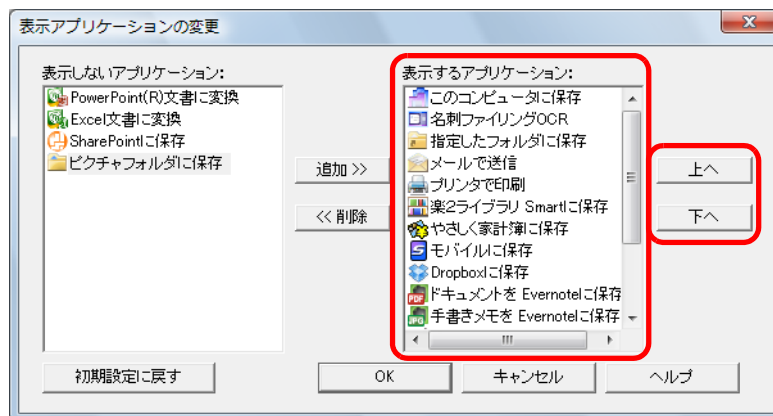 表示アプリケーションの変更
表示しないアプリケーション:
PowerPoint(R)文書に変換
Excel文書に変換
SharePointに保存
ピクチャフォルダに保存
追加 >>
<< 削除
表示するアプリケーション:
このコンピュータに保存
名刺ファイリングOCR
指定したフォルダに保存
メールで送信
プリンタで印刷
楽2ライブラリ Smartに保存
やさしく家計簿に保存
モバイルに保存
Dropboxに保存
ドキュメントを Evernoteに保存
手書きメモを Evernoteに保存
上へ
下へ
初期設定に戻す
OK
キャンセル
ヘルプ